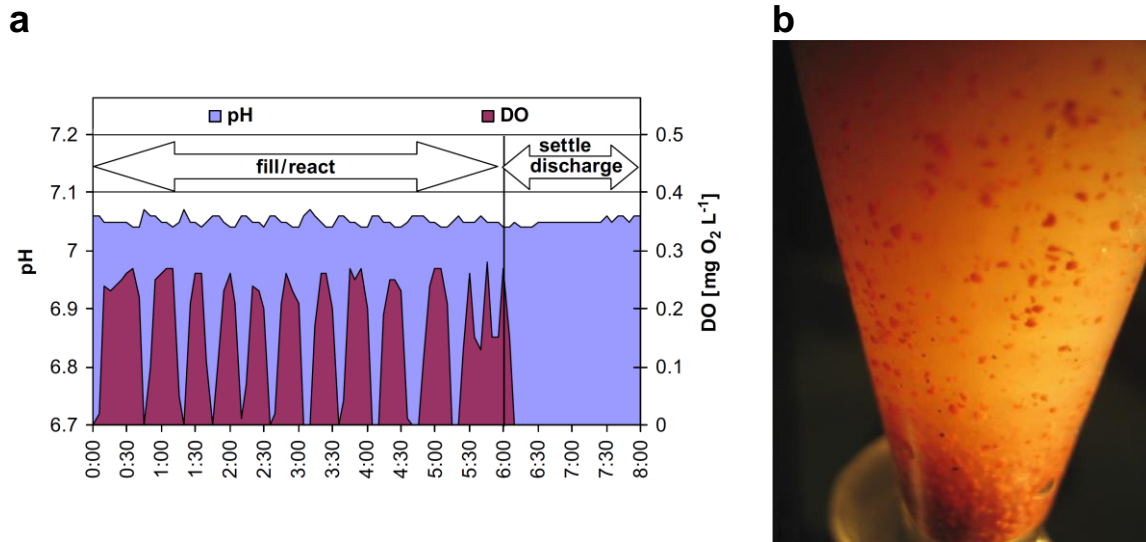 a
b
pH
DO
7.2
7.1
7
6.9
6.8
6.7
pH
fill/react
settle
discharge
0.5
0.4
0.3
0.2
0.1
0
DO [mg O₂ L⁻¹]
0:00 0:30 1:00 1:30 2:00 2:30 3:00 3:30 4:00 4:30 5:00 5:30 6:00 6:30 7:00 7:30 8:00